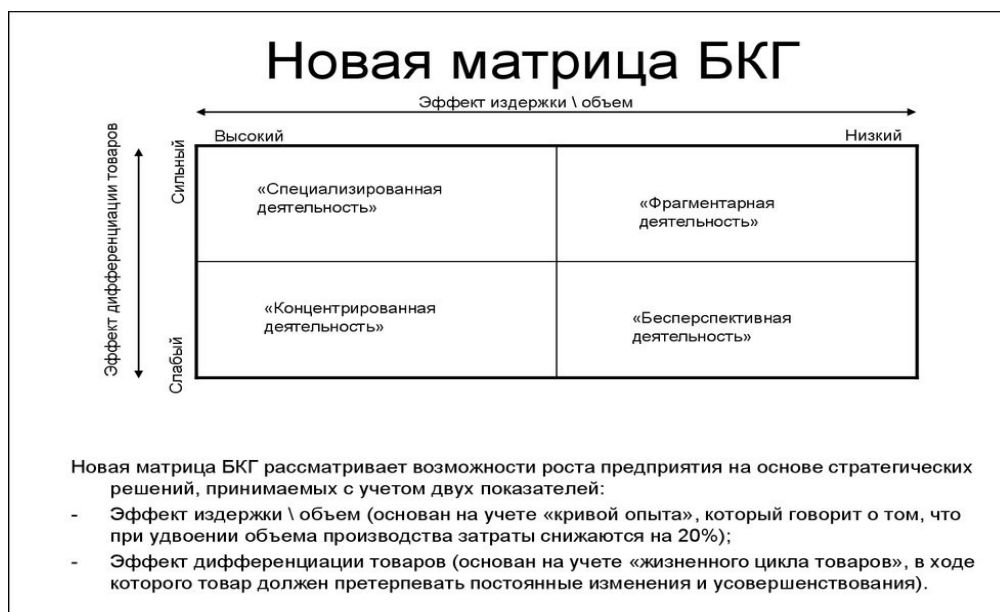 Новая матрица БКГ
Эффект издержки \ объем
Высокий
Низкий
Эффект дифференциации товаров
Сильный
Слабый
«Специализированная
деятельность»
«Фрагментарная
деятельность»
«Концентрированная
деятельность»
«Бесперспективная
деятельность»
Новая матрица БКГ рассматривает возможности роста предприятия на основе стратегических
решений, принимаемых с учетом двух показателей:
- Эффект издержки \ объем (основан на учете «кривой опыта», который говорит о том, что
при удвоении объема производства затраты снижаются на 20%);
- Эффект дифференциации товаров (основан на учете «жизненного цикла товаров», в ходе
которого товар должен претерпевать постоянные изменения и усовершенствования).